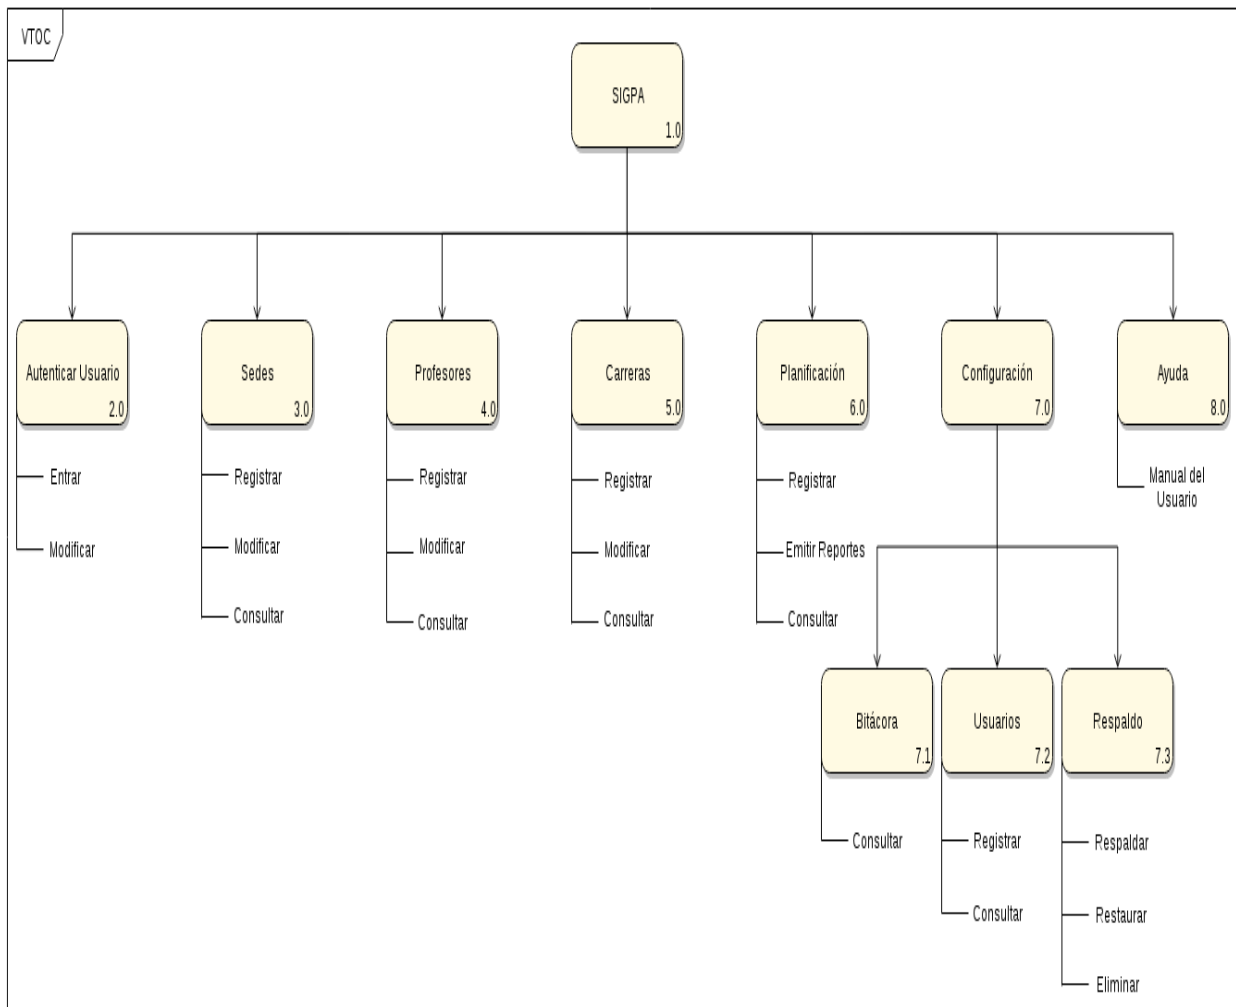 VTOC
SIGPA
1.0
Autenticar Usuario
2.0
Entrar
Modificar
Sedes
3.0
Registrar
Modificar
Consultar
Profesores
4.0
Registrar
Modificar
Consultar
Carreras
5.0
Registrar
Modificar
Consultar
Planificación
6.0
Registrar
Emitir Reportes
Consultar
Configuración
7.0
Bitácora
7.1
Consultar
Usuarios
7.2
Registrar
Consultar
Respaldo
7.3
Respaldar
Restaurar
Eliminar
Ayuda
8.0
Manual del
Usuario